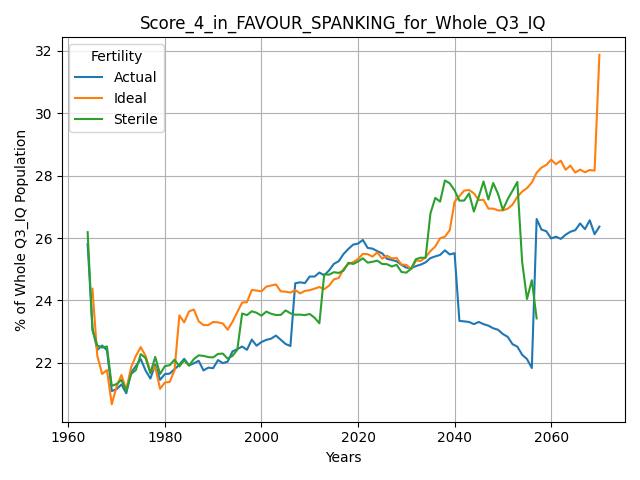 Score_4_in_FAVOUR_SPANKING_for_Whole_Q3_IQ
Fertility
Actual
Ideal
Sterile
% of Whole Q3_IQ Population
32
30
28
26
24
22
1960
1980
2000
2020
2040
2060
Years